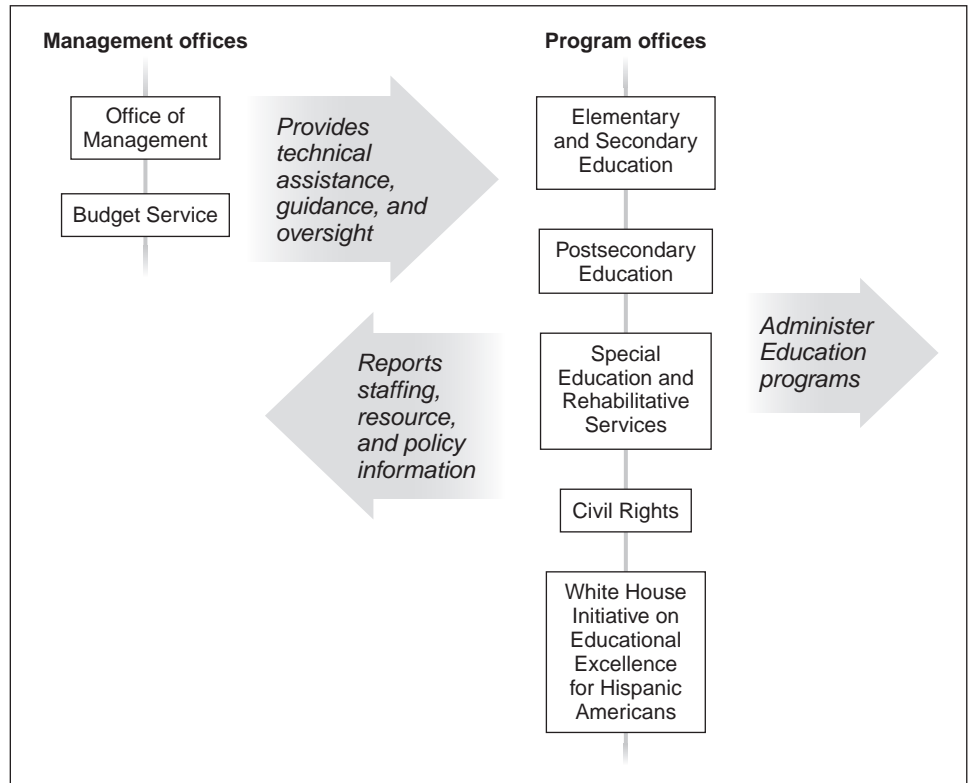 Management offices
Office of
Management
Budget Service
Provides
technical
assistance,
guidance, and
oversight
Reports
staffing,
resource,
and policy
information
Program offices
Elementary
and Secondary
Education
Postsecondary
Education
Special
Education and
Rehabilitative
Services
Civil Rights
White House
Initiative on
Educational
Excellence
for Hispanic
Americans
Administer
Education
programs